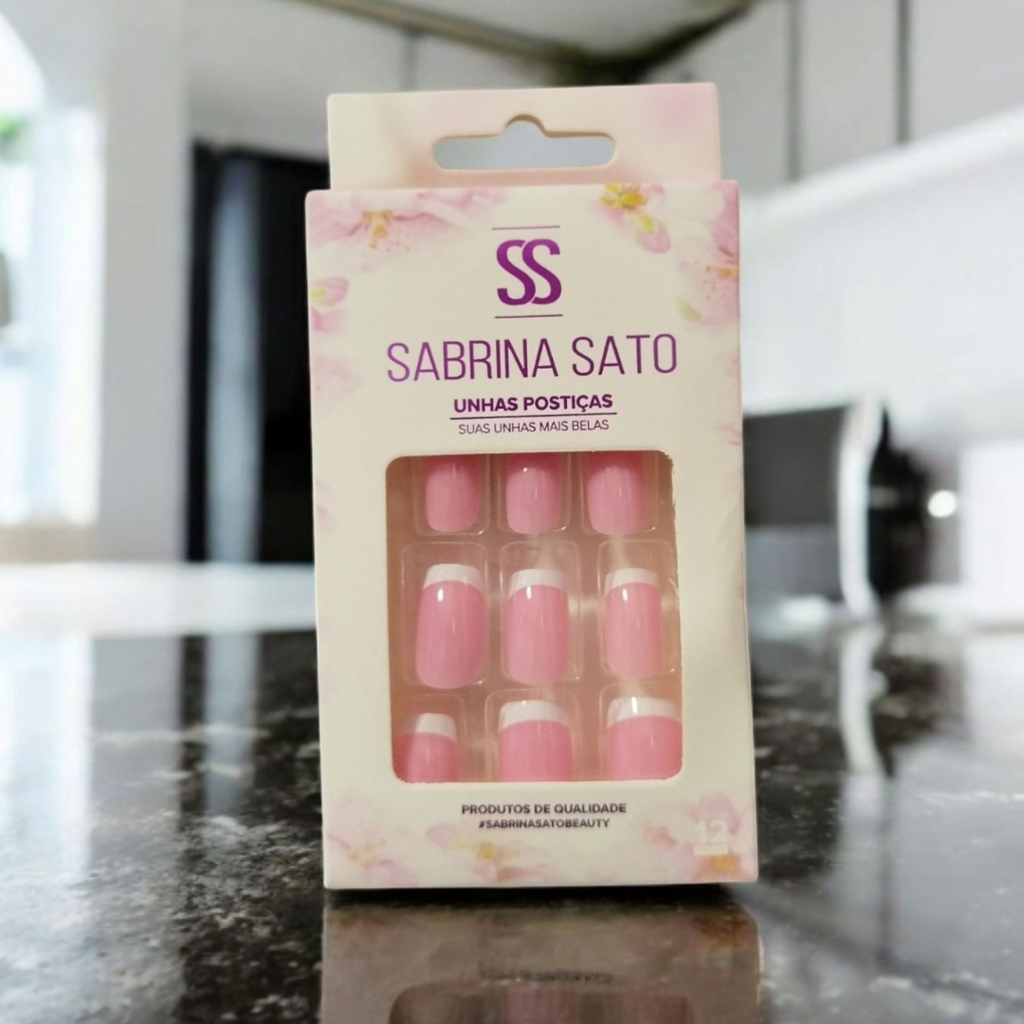 SS
SABRINA SATO
UNHAS POSTIÇAS
SUAS UNHAS MAIS BELAS
PRODUTOS DE QUALIDADE
#SABRINASATOBEAUTY
12